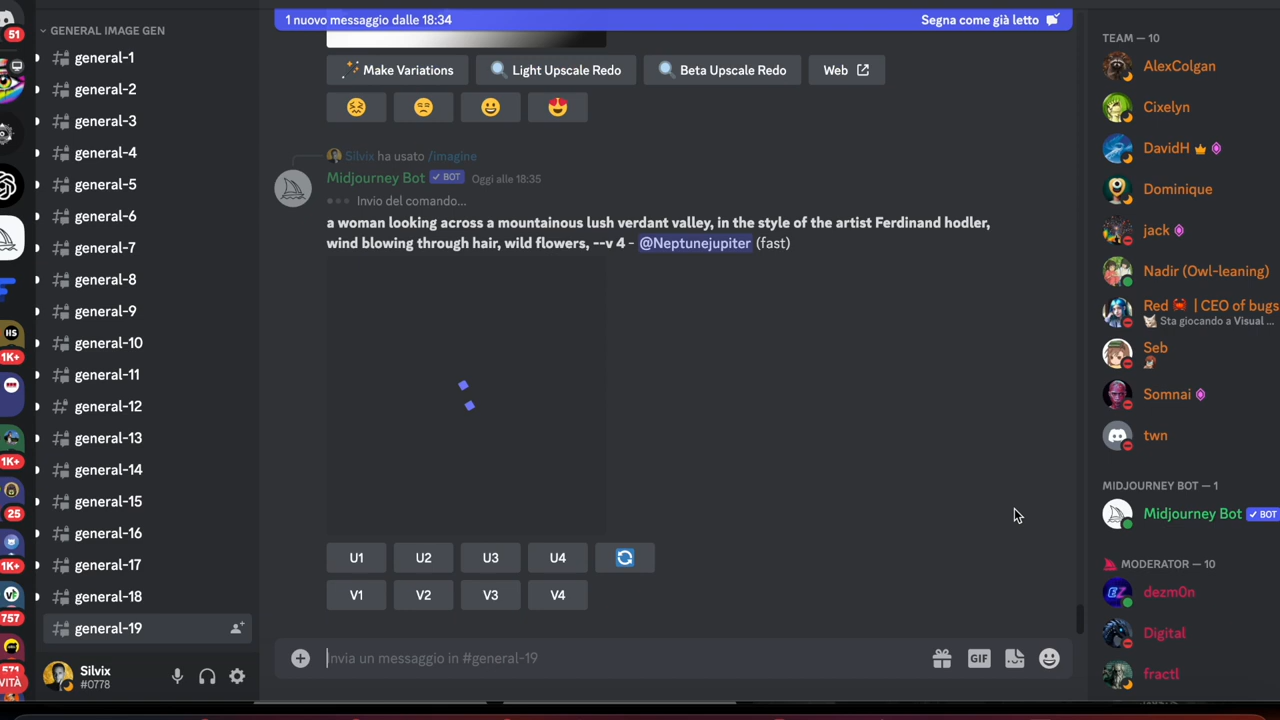 51
1K+
1K+
25
1K+
757
571
VITÀ
GENERAL IMAGE GEN
general-1
general-2
general-3
general-4
general-5
general-6
general-7
general-8
general-9
general-10
general-11
general-12
general-13
general-14
general-15
general-16
general-17
general-18
general-19
Silvix
#0778
1 nuovo messaggio dalle 18:34
Segna come già letto
Make Variations
Light Upscale Redo
Beta Upscale Redo
Web
Silvix ha usato /imagine
Midjourney Bot ✓ BOT Oggi alle 18:35
Invio del comando...
a woman looking across a mountainous lush verdant valley, in the style of the artist Ferdinand hodler,
wind blowing through hair, wild flowers, --v 4 - @Neptunejupiter (fast)
U1 U2 U3 U4
V1 V2 V3 V4
Invia un messaggio in #general-19
GIF
TEAM — 10
AlexColgan
Cixelyn
DavidH
Dominique
jack
Nadir (Owl-leaning)
Red | CEO of bugs
Sta giocando a Visual ...
Seb
Somnai
twn
MIDJOURNEY BOT — 1
Midjourney Bot ✓ BOT
MODERATOR — 10
dezm0n
Digital
fractl